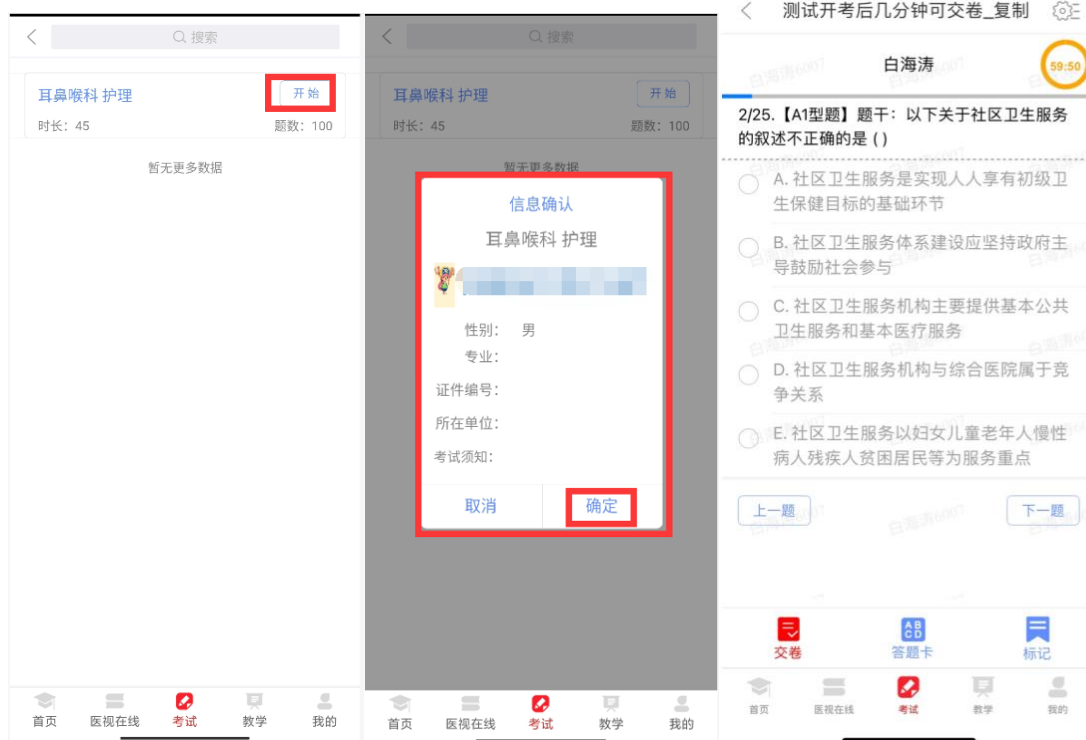 搜索
耳鼻喉科 护理
开始
时长：45
题数：100
暂无更多数据
首页
医视在线
考试
教学
我的
搜索
耳鼻喉科 护理
开始
时长：45
题数：100
暂无更多数据
信息确认
耳鼻喉科 护理
性别： 男
专业：
证件编号：
所在单位：
考试须知：
取消
确定
首页
医视在线
考试
教学
我的
测试开考后几分钟可交卷_复制
白海涛
59:50
2/25.【A1型题】题干：以下关于社区卫生服务
的叙述不正确的是 ( )
A. 社区卫生服务是实现人人享有初级卫
生保健目标的基础环节
B. 社区卫生服务体系建设应坚持政府主
导鼓励社会参与
C. 社区卫生服务机构主要提供基本公共
卫生服务和基本医疗服务
D. 社区卫生服务机构与综合医院属于竞
争关系
E. 社区卫生服务以妇女儿童老年人慢性
病人残疾人贫困居民等为服务重点
上一题
下一题
白海涛6007
A B
C D
交卷
答题卡
标记
首页
医视在线
考试
教学
我的